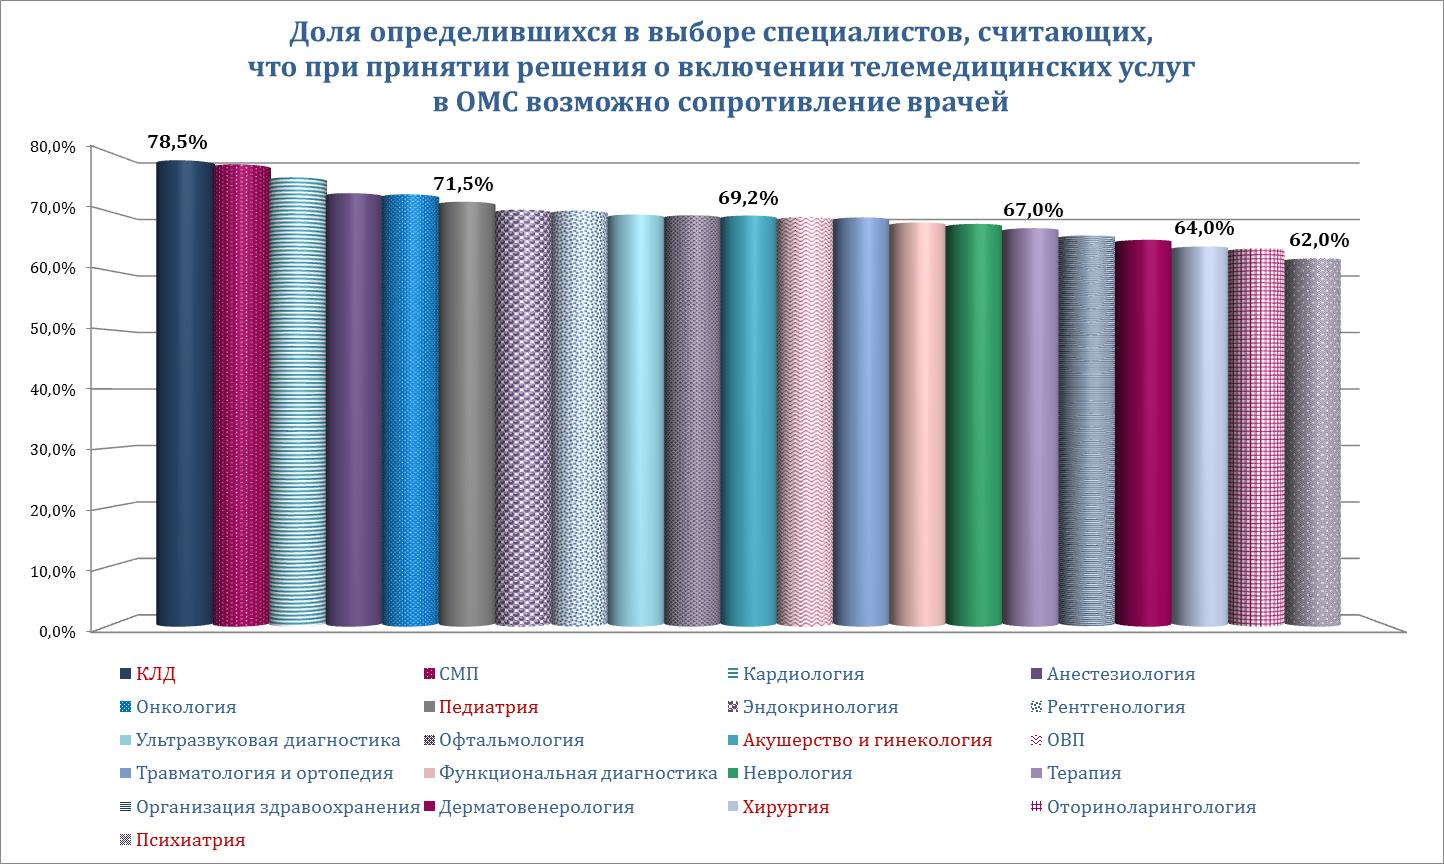 Доля определившихся в выборе специалистов, считающих,
что при принятии решения о включении телемедицинских услуг
в ОМС возможно сопротивление врачей
78,5%
71,5%
69,2%
67,0%
64,0%
62,0%
80,0%
70,0%
60,0%
50,0%
40,0%
30,0%
20,0%
10,0%
0,0%
КЛД СМП Кардиология Анестезиология
Онкология Педиатрия Эндокринология Рентгенология
Ультразвуковая диагностика Офтальмология Акушерство и гинекология ОВП
Травматология и ортопедия Функциональная диагностика Неврология Терапия
Организация здравоохранения Дерматовенерология Хирургия Оториноларингология
Психиатрия